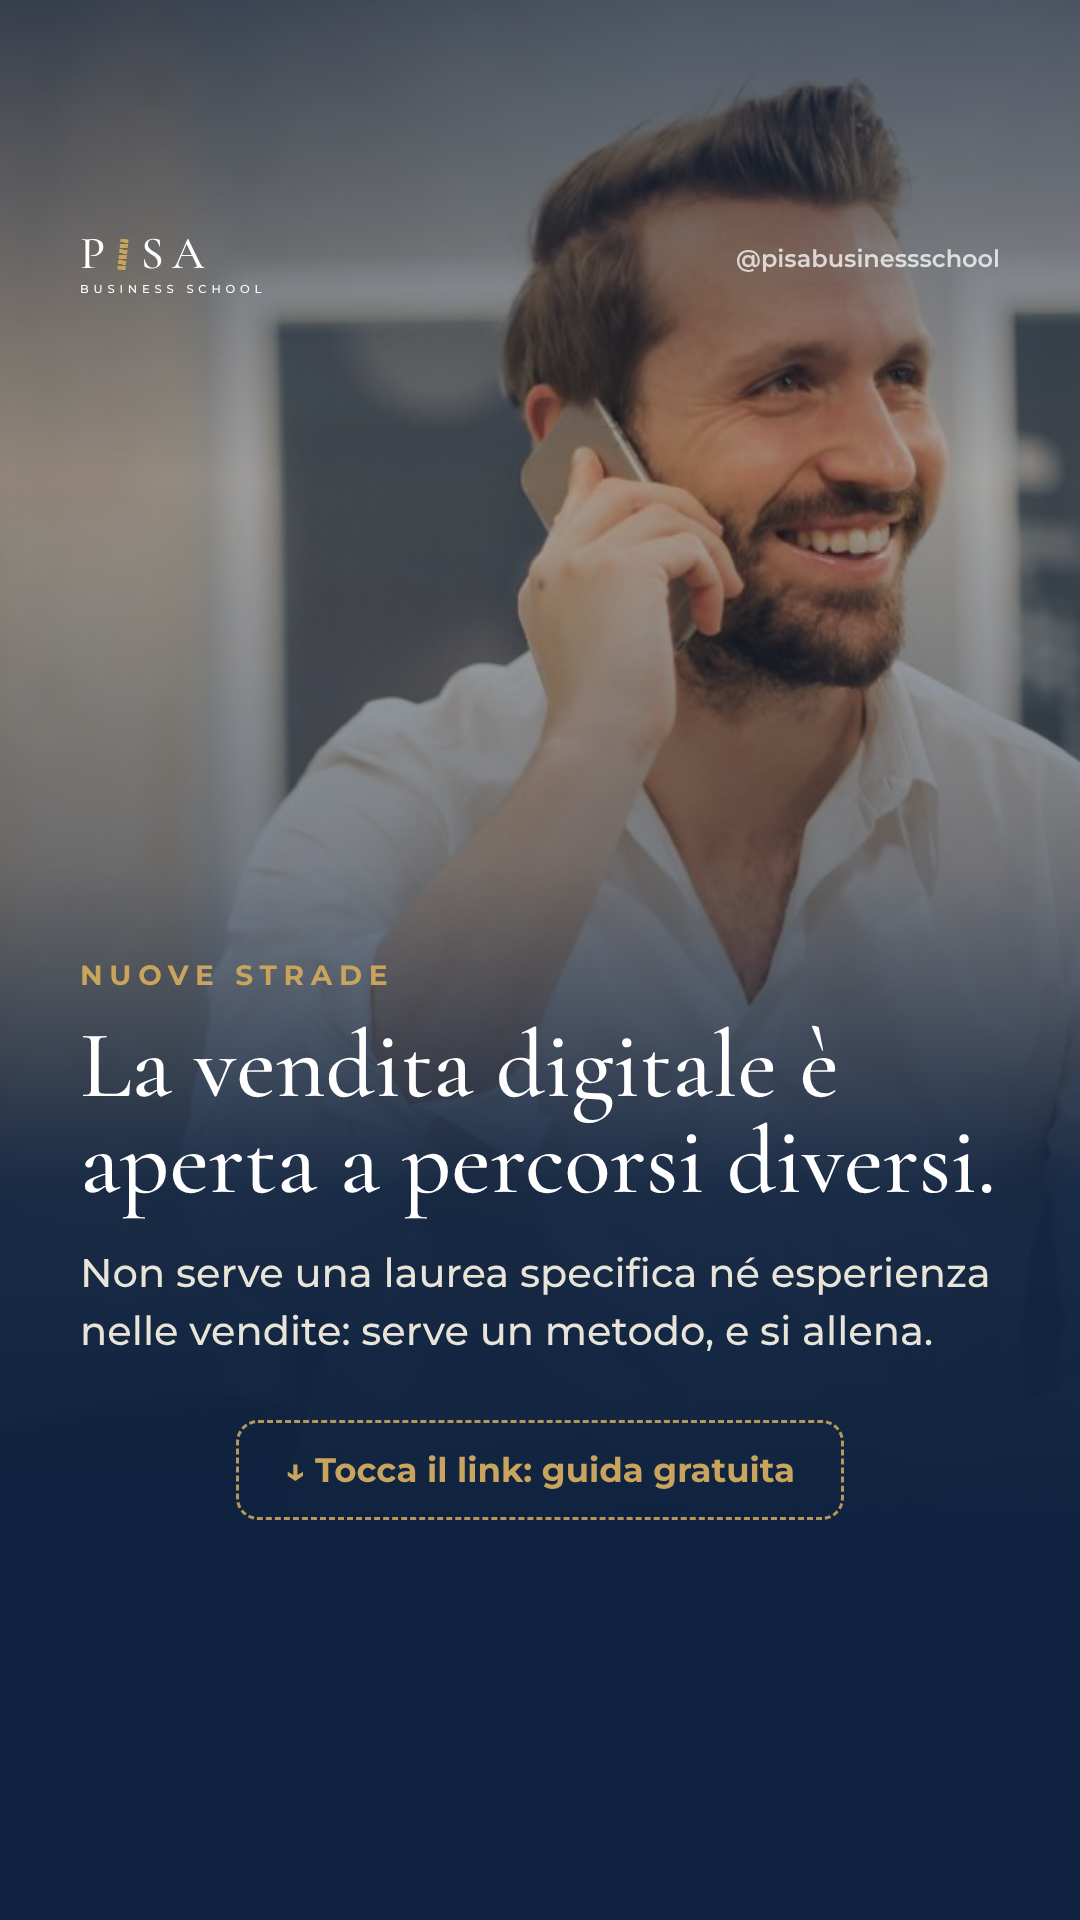 PISA
BUSINESS SCHOOL
@pisabusinessschool
NUOVE STRADE
La vendita digitale è
aperta a percorsi diversi.
Non serve una laurea specifica né esperienza
nelle vendite: serve un metodo, e si allena.
↓ Tocca il link: guida gratuita